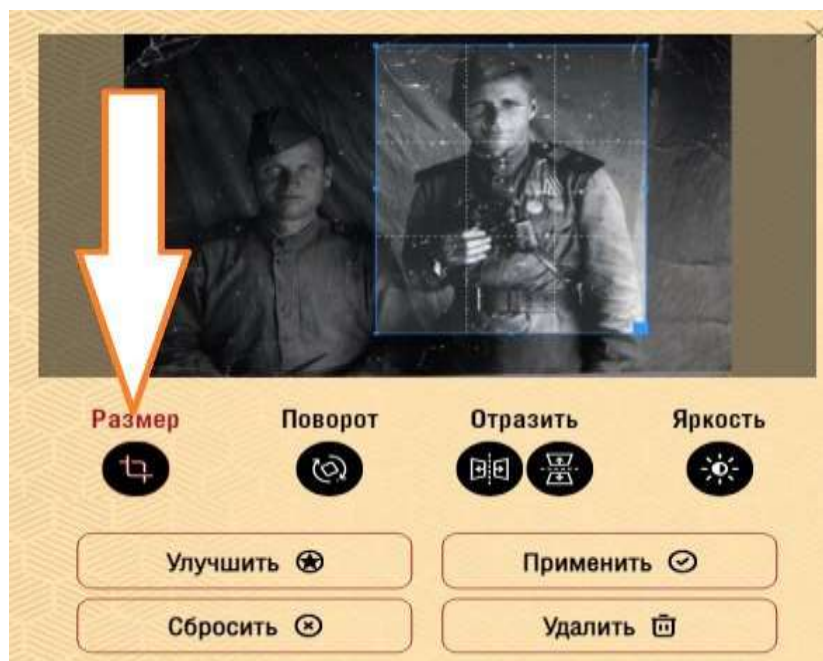 Размер Поворот Отразить Яркость
Улучшить Применить
Сбросить Удалить